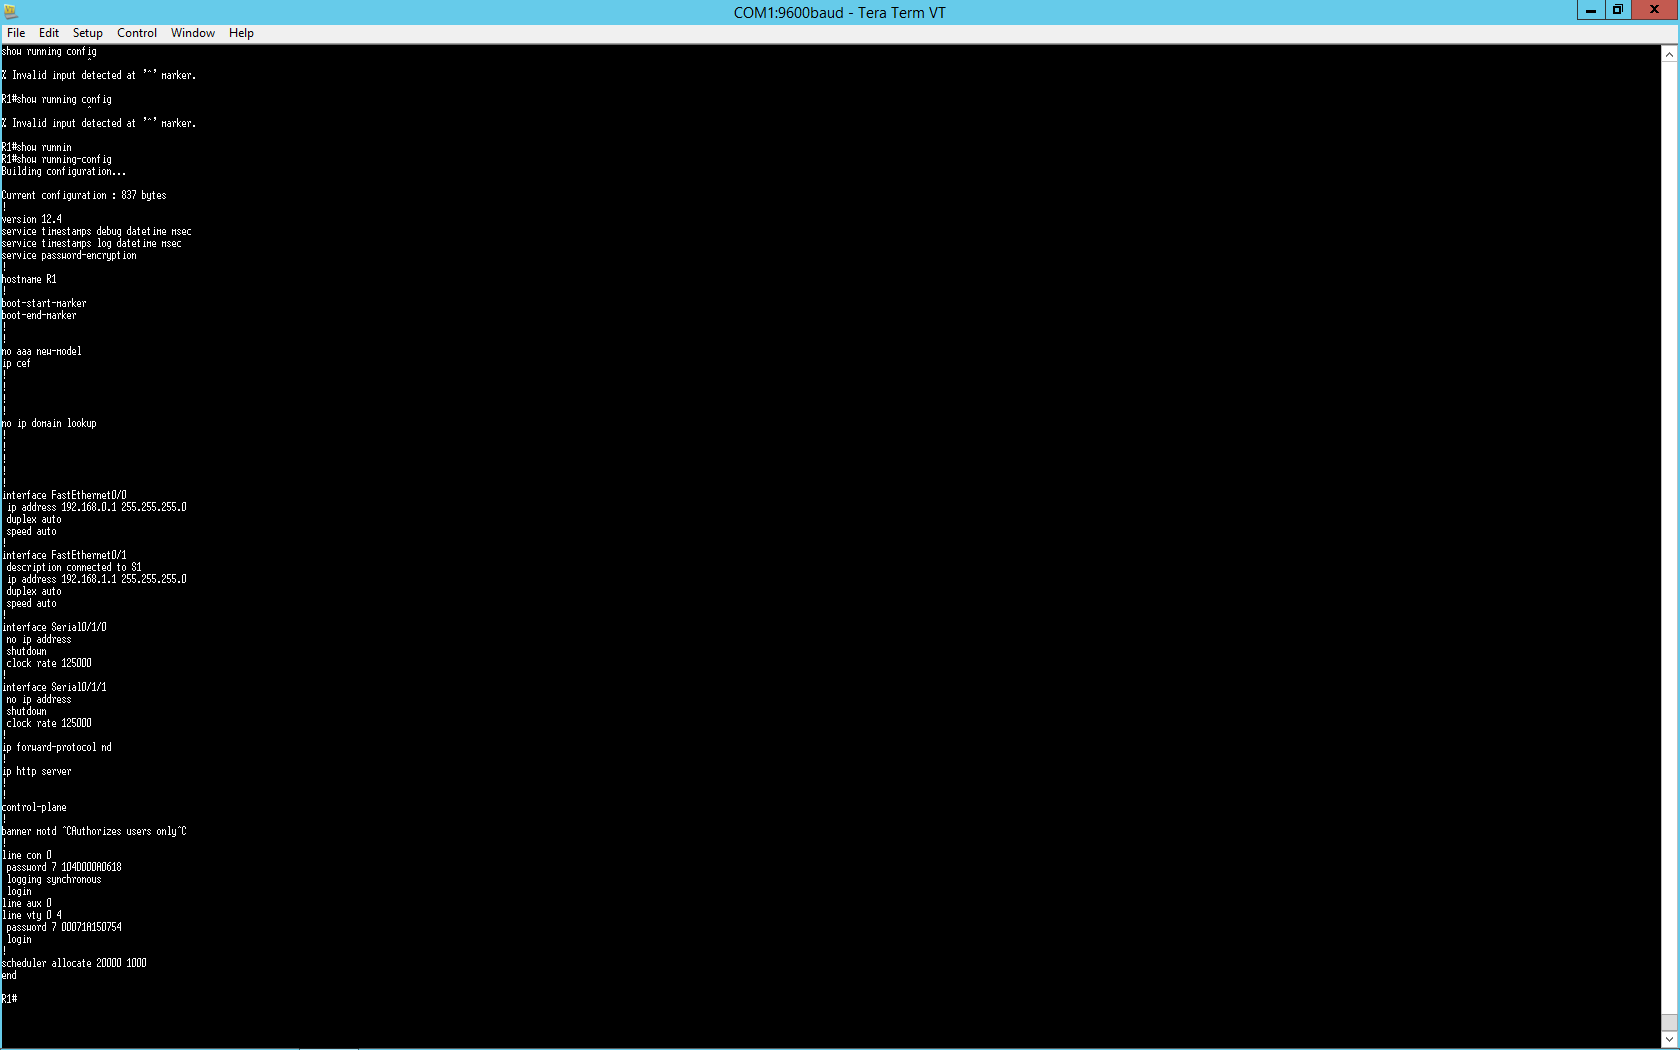 COM1:9600baud - Tera Term VT
File Edit Setup Control Window Help
show running config
^
% Invalid input detected at '^' marker.
R1#show running config
^
% Invalid input detected at '^' marker.
R1#show runnin
R1#show running-config
Building configuration...
Current configuration : 837 bytes
!
version 12.4
service timestamps debug datetime msec
service timestamps log datetime msec
service password-encryption
!
hostname R1
!
boot-start-marker
boot-end-marker
!
!
no aaa new-model
ip cef
!
!
!
!
no ip domain lookup
!
!
!
!
!
interface FastEthernet0/0
ip address 192.168.0.1 255.255.255.0
duplex auto
speed auto
!
interface FastEthernet0/1
description connected to S1
ip address 192.168.1.1 255.255.255.0
duplex auto
speed auto
!
interface Serial0/1/0
no ip address
shutdown
clock rate 125000
!
interface Serial0/1/1
no ip address
shutdown
clock rate 125000
!
ip forward-protocol nd
!
ip http server
!
!
control-plane
!
banner motd ^CAuthorizes users only^C
!
line con 0
password 7 104D000A0618
logging synchronous
login
line aux 0
line vty 0 4
password 7 00071A150754
login
!
scheduler allocate 20000 1000
end
R1#